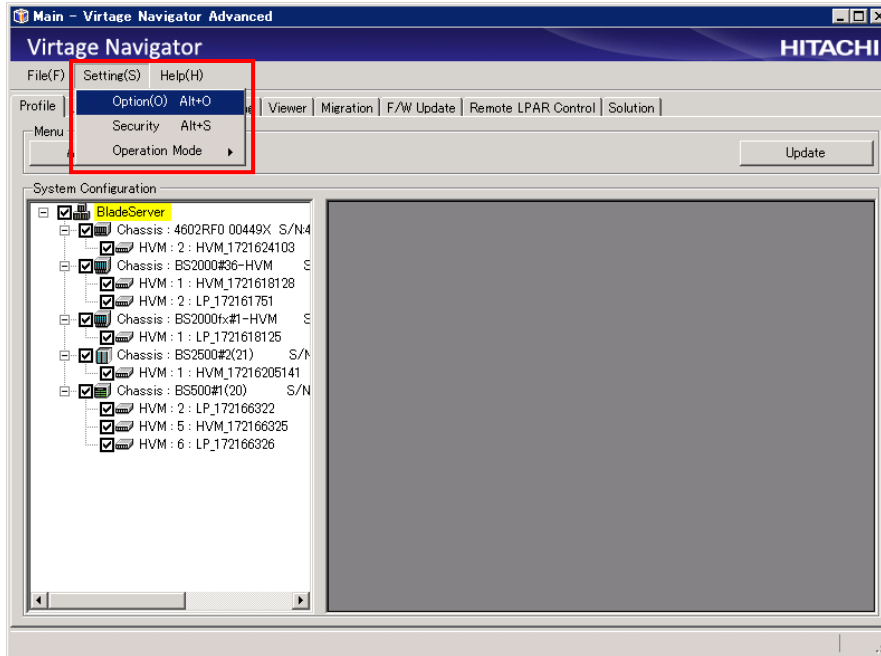 Main - Virtage Navigator Advanced
Virtage Navigator
HITACHI
File(F) Setting(S) Help(H)
Option(O) Alt+O
Security Alt+S
Operation Mode
Profile Viewer Migration F/W Update Remote LPAR Control Solution
Menu
Update
System Configuration
BladeServer
Chassis : 4602RF0 00449X S/N:4
HVM : 2 : HVM_1721624103
Chassis : BS2000#36-HVM S
HVM : 1 : HVM_1721618128
HVM : 2 : LP_172161751
Chassis : BS2000fx#1-HVM S
HVM : 1 : LP_1721618125
Chassis : BS2500#2(21) S/N
HVM : 1 : HVM_17216205141
Chassis : BS500#1(20) S/N
HVM : 2 : LP_172166322
HVM : 5 : HVM_172166325
HVM : 6 : LP_172166326